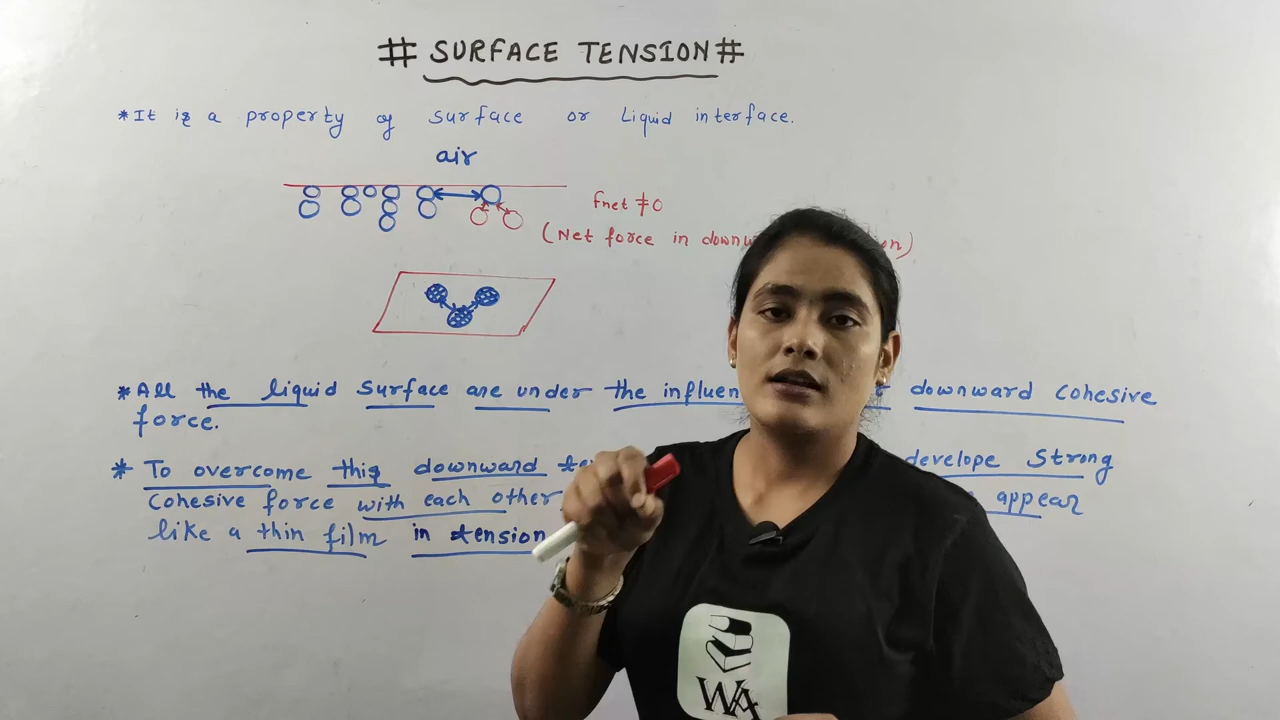 # SURFACE TENSION #
* It is a property of surface or Liquid interface.
air
fnet ≠ 0
(Net force in down
* All the liquid surface are under the influen downward cohesive
force.
* To overcome this downward develope strong
cohesive force with each other appear
like a thin film in tension
WA